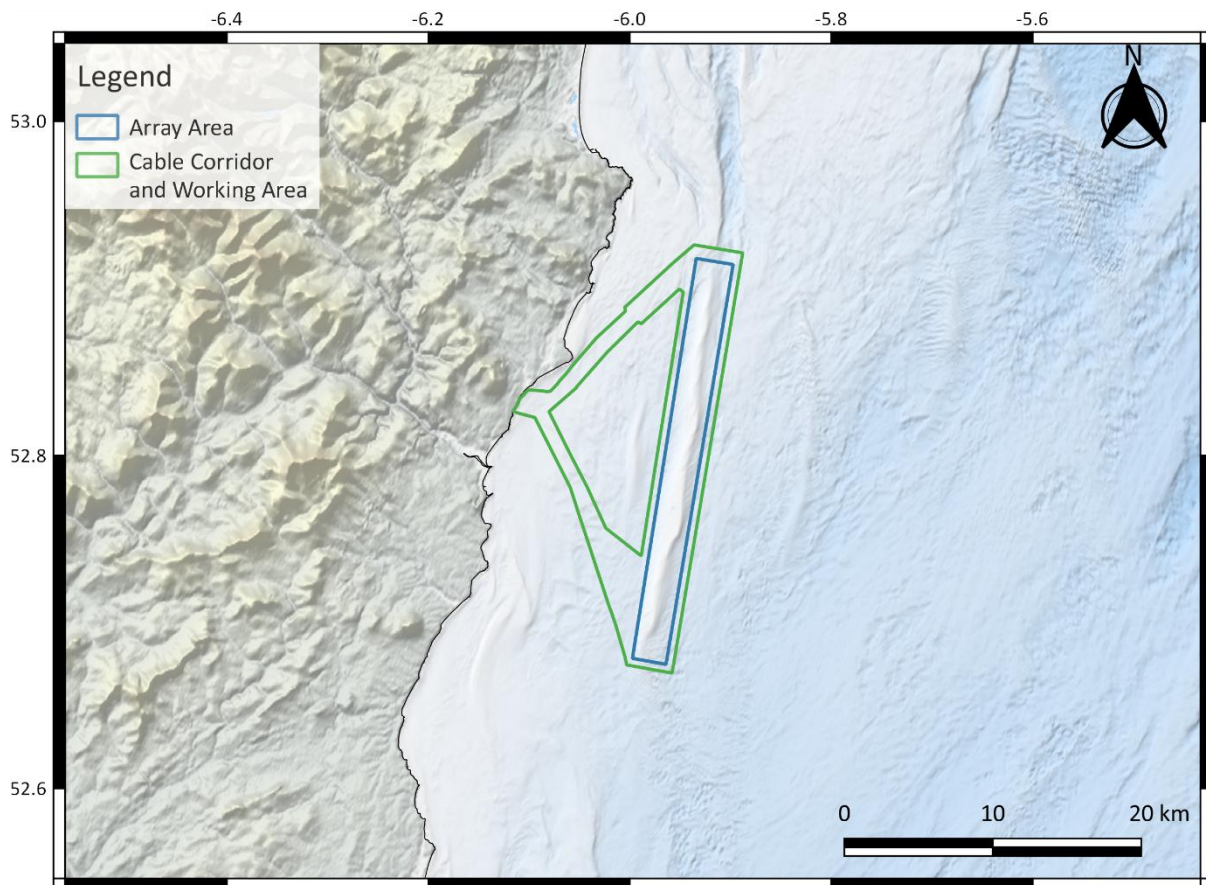 -6.4 -6.2 -6.0 -5.8 -5.6
N
Legend
Array Area
Cable Corridor
and Working Area
53.0
52.8
52.6
0 10 20 km